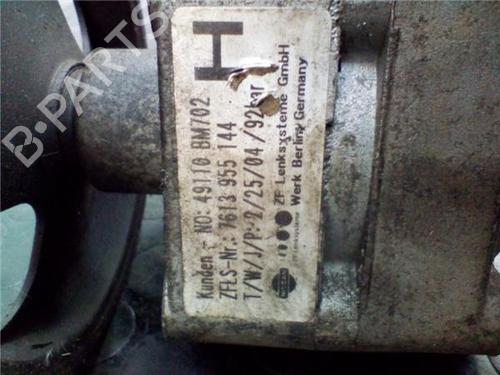 H
Kunden - NO: 49110 BM702
ZFLS-Nr.: 7613 955 144
T/W/J/P: 2/25/04/92bar
NISSAN
ZF Lenksysteme GmbH
Werk Berlin/Germany
B-PARTS